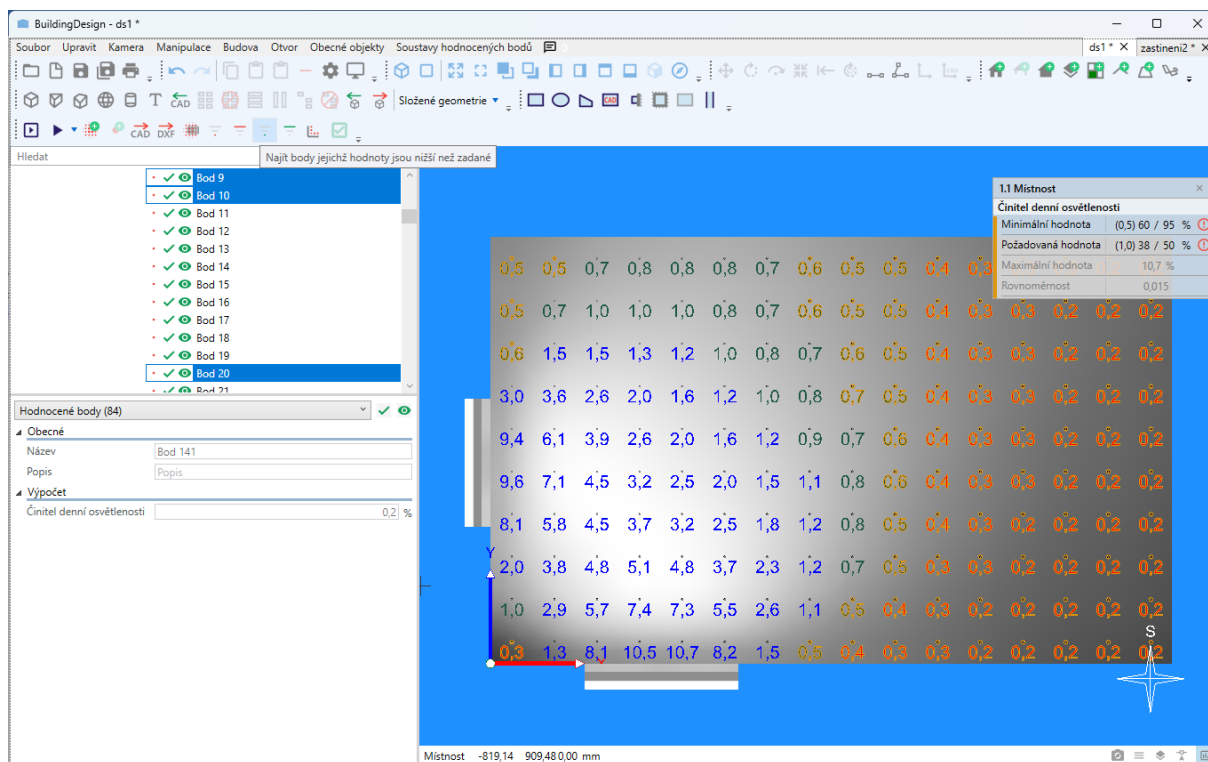 BuildingDesign - ds1 *
Soubor Upravit Kamera Manipulace Budova Otvor Obecné objekty Soustavy hodnocených bodů 0 ds1 * zastineni2 *
T CAD Složené geometrie CAD
CAD DXF
Hledat
Najít body jejichž hodnoty jsou nižší než zadané
Bod 9
Bod 10
Bod 11
Bod 12
Bod 13
Bod 14
Bod 15
Bod 16
Bod 17
Bod 18
Bod 19
Bod 20
Bod 21
Hodnocené body (84)
Obecné
Název Bod 141
Popis Popis
Výpočet
Činitel denní osvětlenosti 0,2 %
1.1 Místnost
Činitel denní osvětlenosti
Minimální hodnota (0,5) 60 / 95 %
Požadovaná hodnota (1,0) 38 / 50 %
Maximální hodnota 10,7 %
Rovnoměrnost 0,015
0,5 0,5 0,7 0,8 0,8 0,8 0,7 0,6 0,5 0,5 0,4 0,3
0,5 0,7 1,0 1,0 1,0 0,8 0,7 0,6 0,5 0,5 0,4 0,3 0,3 0,2 0,2 0,2
0,6 1,5 1,5 1,3 1,2 1,0 0,8 0,7 0,6 0,5 0,4 0,3 0,3 0,2 0,2 0,2
3,0 3,6 2,6 2,0 1,6 1,2 1,0 0,8 0,7 0,5 0,4 0,3 0,3 0,2 0,2 0,2
9,4 6,1 3,9 2,6 2,0 1,6 1,2 0,9 0,7 0,6 0,4 0,3 0,3 0,2 0,2 0,2
9,6 7,1 4,5 3,2 2,5 2,0 1,5 1,1 0,8 0,6 0,4 0,3 0,3 0,2 0,2 0,2
8,1 5,8 4,5 3,7 3,2 2,5 1,8 1,2 0,8 0,5 0,4 0,3 0,2 0,2 0,2 0,2
Y
2,0 3,8 4,8 5,1 4,8 3,7 2,3 1,2 0,7 0,5 0,3 0,3 0,2 0,2 0,2 0,2
1,0 2,9 5,7 7,4 7,3 5,5 2,6 1,1 0,5 0,4 0,3 0,2 0,2 0,2 0,2 0,2
S
0,3 1,3 8,1 10,5 10,7 8,2 1,5 0,5 0,4 0,3 0,3 0,2 0,2 0,2 0,2 0,2
Místnost -819,14 909,48 0,00 mm